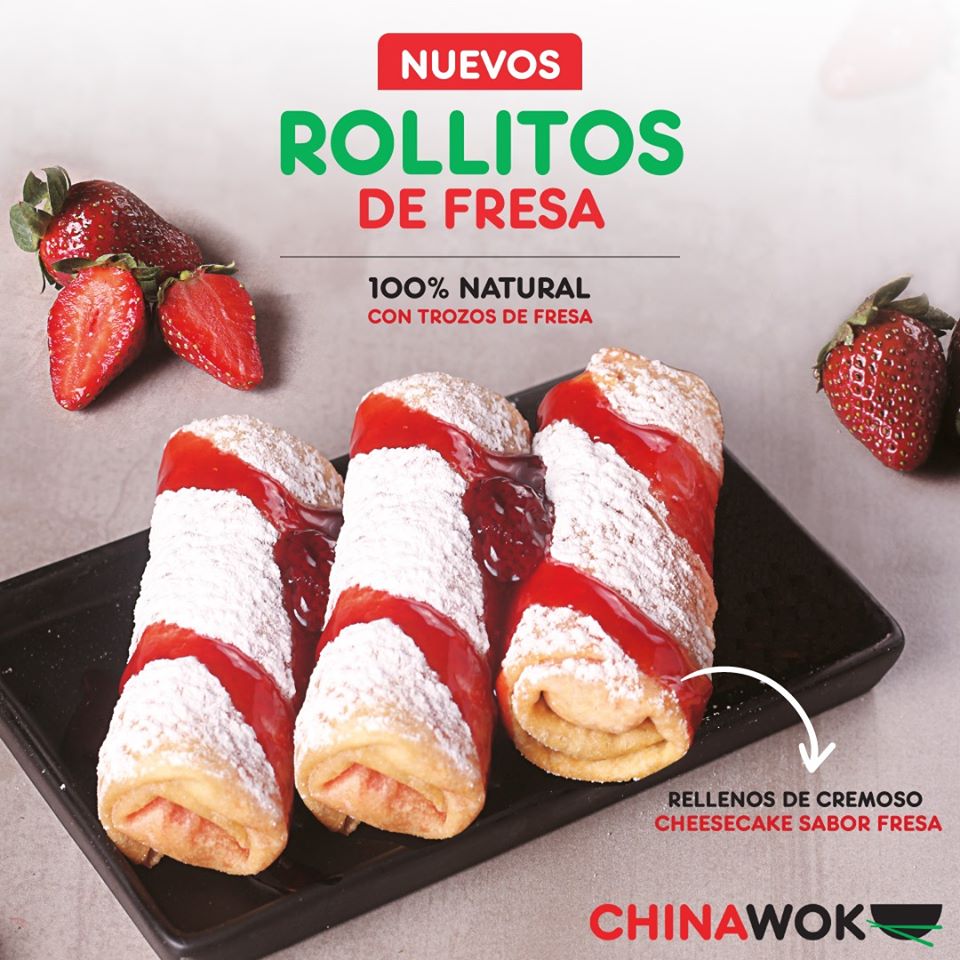 NUEVOS
ROLLITOS
DE FRESA
100% NATURAL
CON TROZOS DE FRESA
RELLENOS DE CREMOSO
CHEESECAKE SABOR FRESA
CHINAWOK